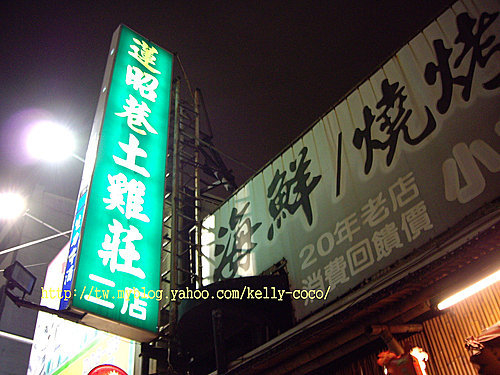 蓮昭巷土雞莊
一店
海鮮/燒烤
20年老店
消費回饋價
小
http://tw.myblog.yahoo.com/kelly-coco/